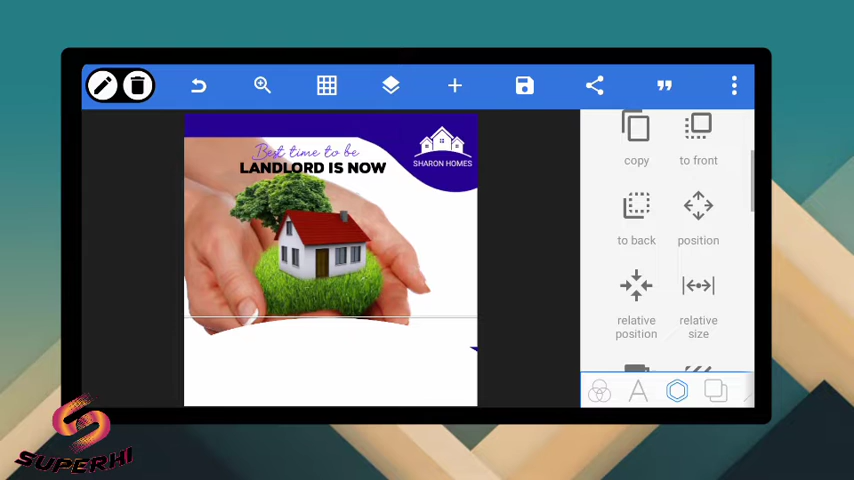 Best time to be
LANDLORD IS NOW
SHARON HOMES
copy
to front
to back
position
relative
position
relative
size
SUPERHI